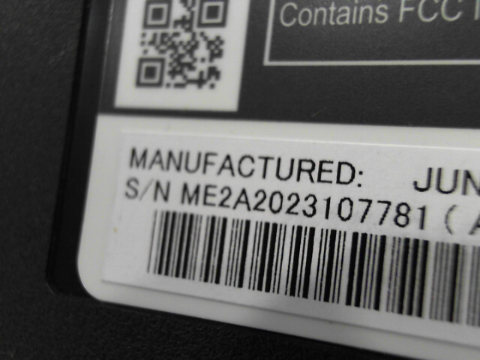 Contains FCC
MANUFACTURED: JUN
S/N ME2A2023107781 (